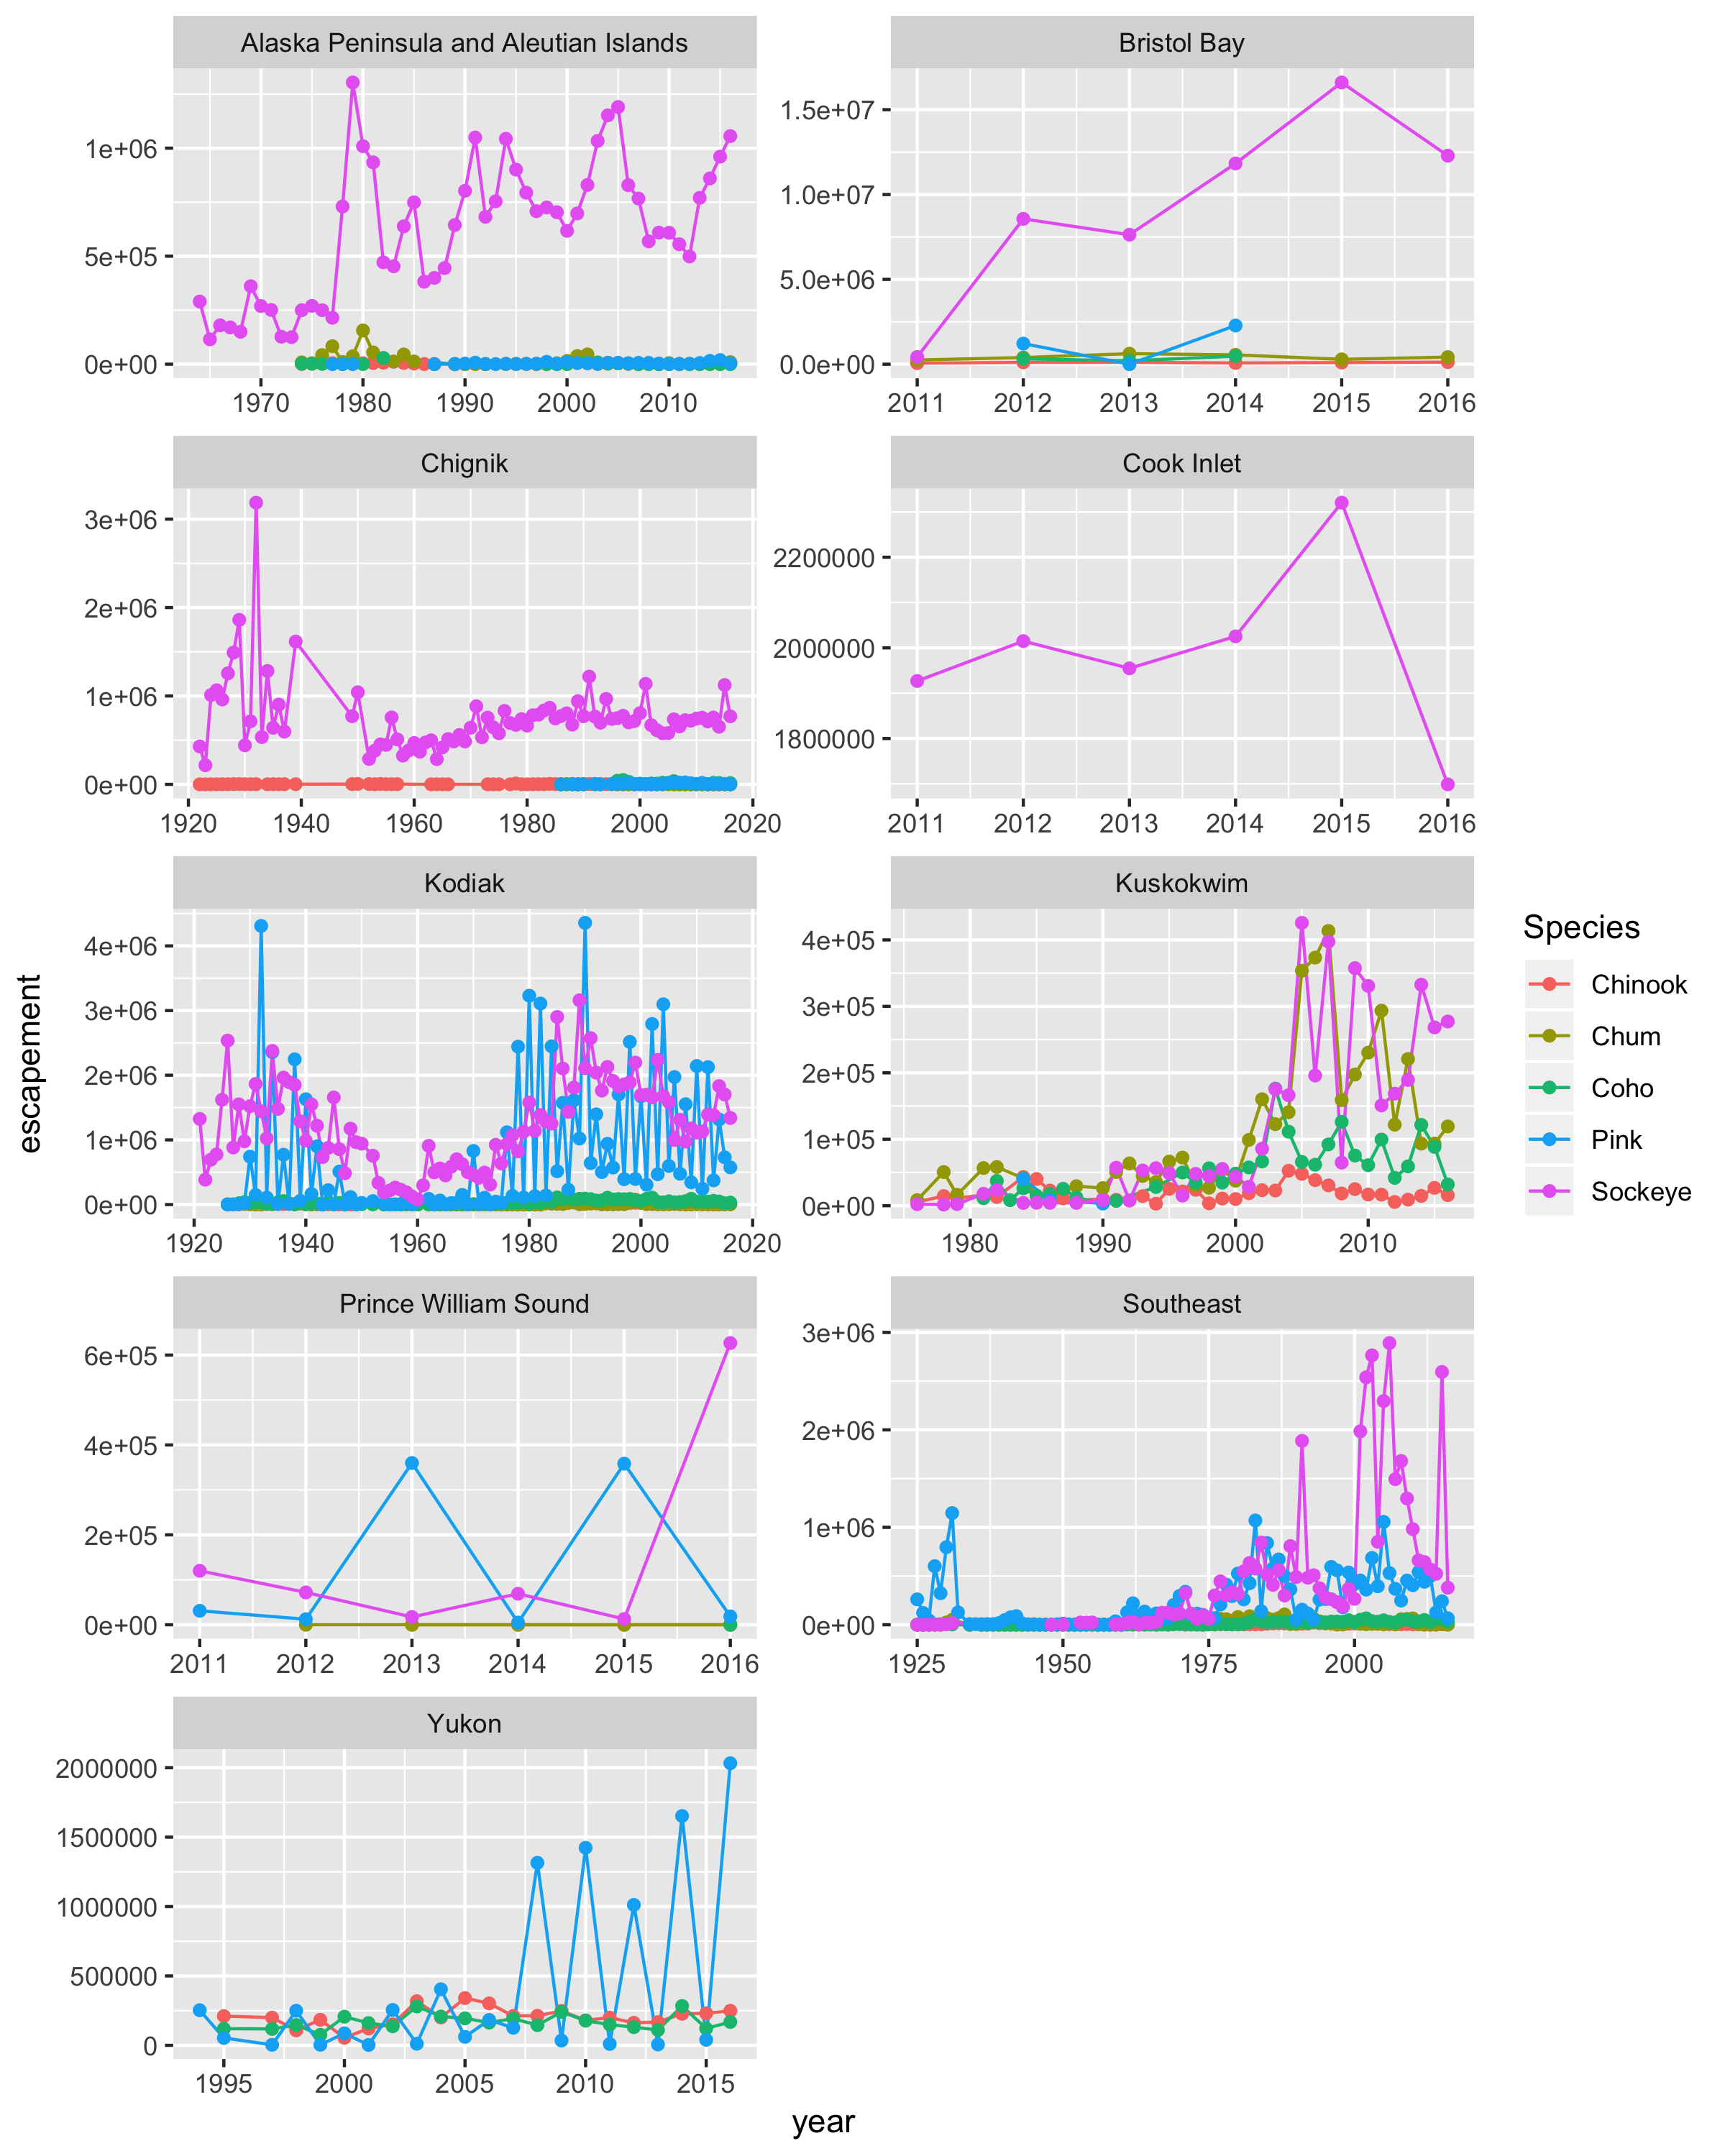 Alaska Peninsula and Aleutian Islands
1e+06
5e+05
0e+00
1970 1980 1990 2000 2010
Bristol Bay
1.5e+07
1.0e+07
5.0e+06
0.0e+00
2011 2012 2013 2014 2015 2016
Chignik
3e+06
2e+06
1e+06
0e+00
1920 1940 1960 1980 2000 2020
Cook Inlet
2200000
2000000
1800000
2011 2012 2013 2014 2015 2016
Kodiak
4e+06
3e+06
2e+06
1e+06
0e+00
1920 1940 1960 1980 2000 2020
Kuskokwim
4e+05
3e+05
2e+05
1e+05
0e+00
1980 1990 2000 2010
Prince William Sound
6e+05
4e+05
2e+05
0e+00
2011 2012 2013 2014 2015 2016
Southeast
3e+06
2e+06
1e+06
0e+00
1925 1950 1975 2000
Yukon
2000000
1500000
1000000
500000
0
1995 2000 2005 2010 2015
year
escapement
Species
Chinook
Chum
Coho
Pink
Sockeye